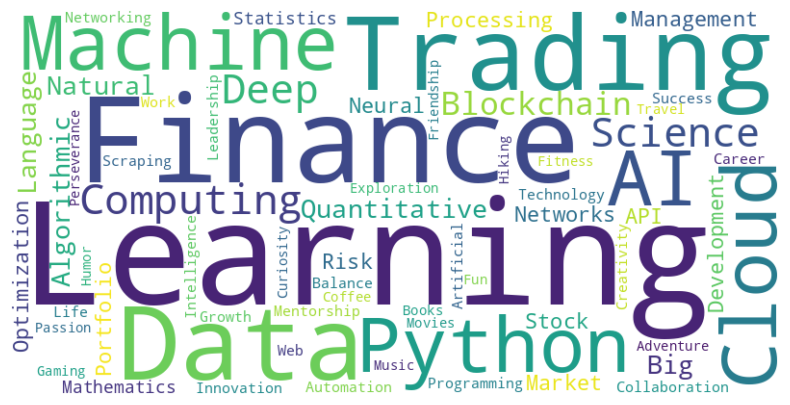 Networking
Statistics
Processing
Management
Machine
Trading
Natural
Deep
Work
Neural
Blockchain
Success
Travel
Language
Leadership
Friendship
Perseverance
Algorithmic
Finance
Science
Scraping
Hiking
Fitness
Career
AI
Cloud
Computing
Exploration
Technology
Quantitative
Networks
API
Development
Optimization
Learning
Humor
Intelligence
Curiosity
Risk
Artificial
Creativity
Balance
Fun
Portfolio
Coffee
Life
Passion
Growth
Mentorship
Books
Movies
Data
Python
Stock
Web
Music
Adventure
Big
Gaming
Mathematics
Innovation
Automation
Programming
Market
Collaboration